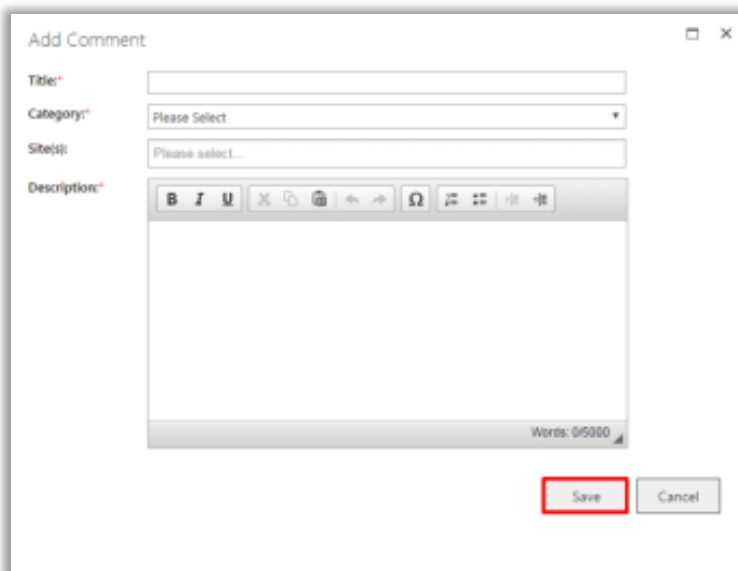 Add Comment
Title:*
Category:* Please Select
Site(s): Please select...
Description:*
B I U Ω
Words: 0/5000
Save Cancel